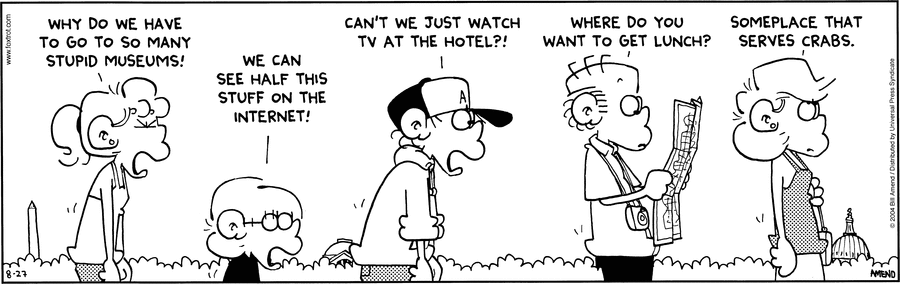 WHY DO WE HAVE
TO GO TO SO MANY
STUPID MUSEUMS!
WE CAN
SEE HALF THIS
STUFF ON THE
INTERNET!
CAN'T WE JUST WATCH
TV AT THE HOTEL?!
A
WHERE DO YOU
WANT TO GET LUNCH?
SOMEPLACE THAT
SERVES CRABS.
www.foxtrot.com
8-27
© 2004 Bill Amend / Distributed by Universal Press Syndicate
AMEND